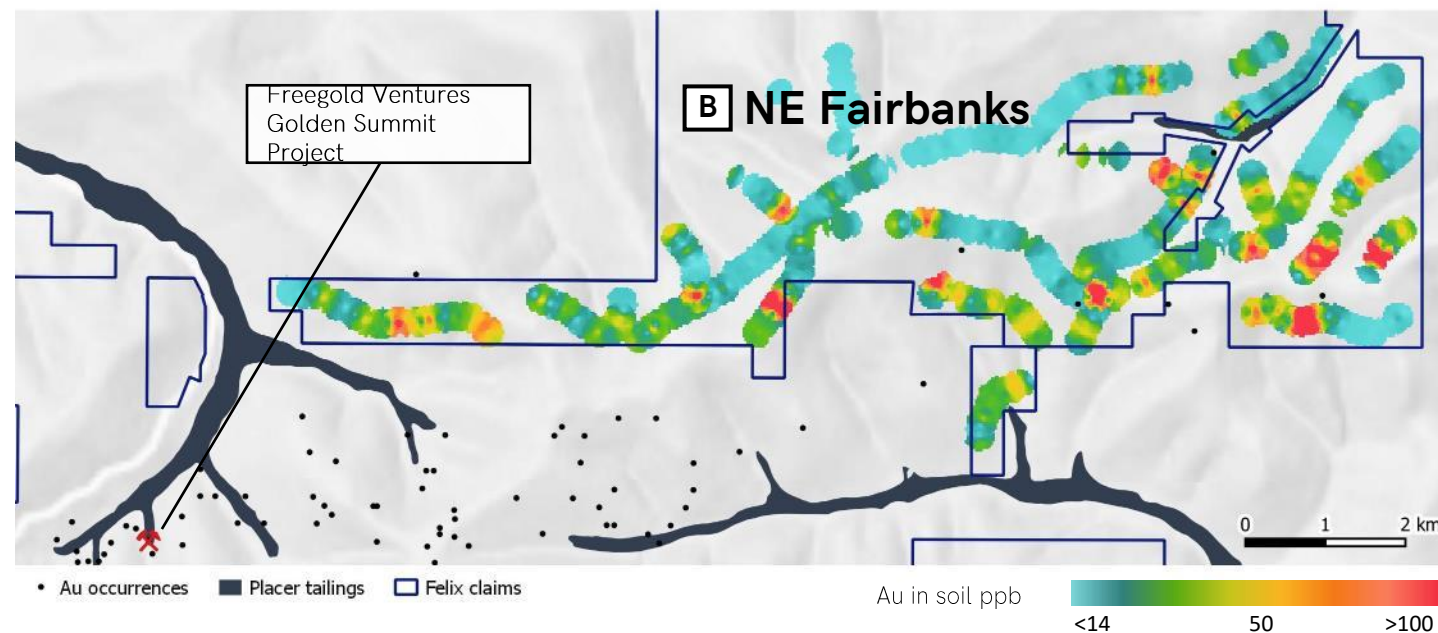 Freegold Ventures
Golden Summit
Project
B NE Fairbanks
0 1 2 km
Au occurrences Placer tailings Felix claims
Au in soil ppb
<14 50 >100